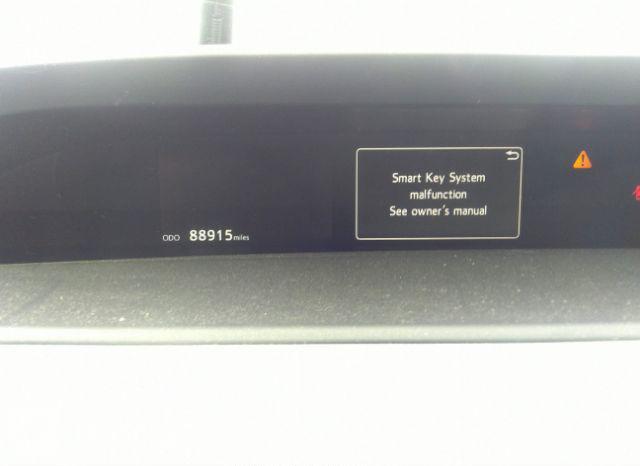 Smart Key System
malfunction
See owner's manual
ODO 88915 miles